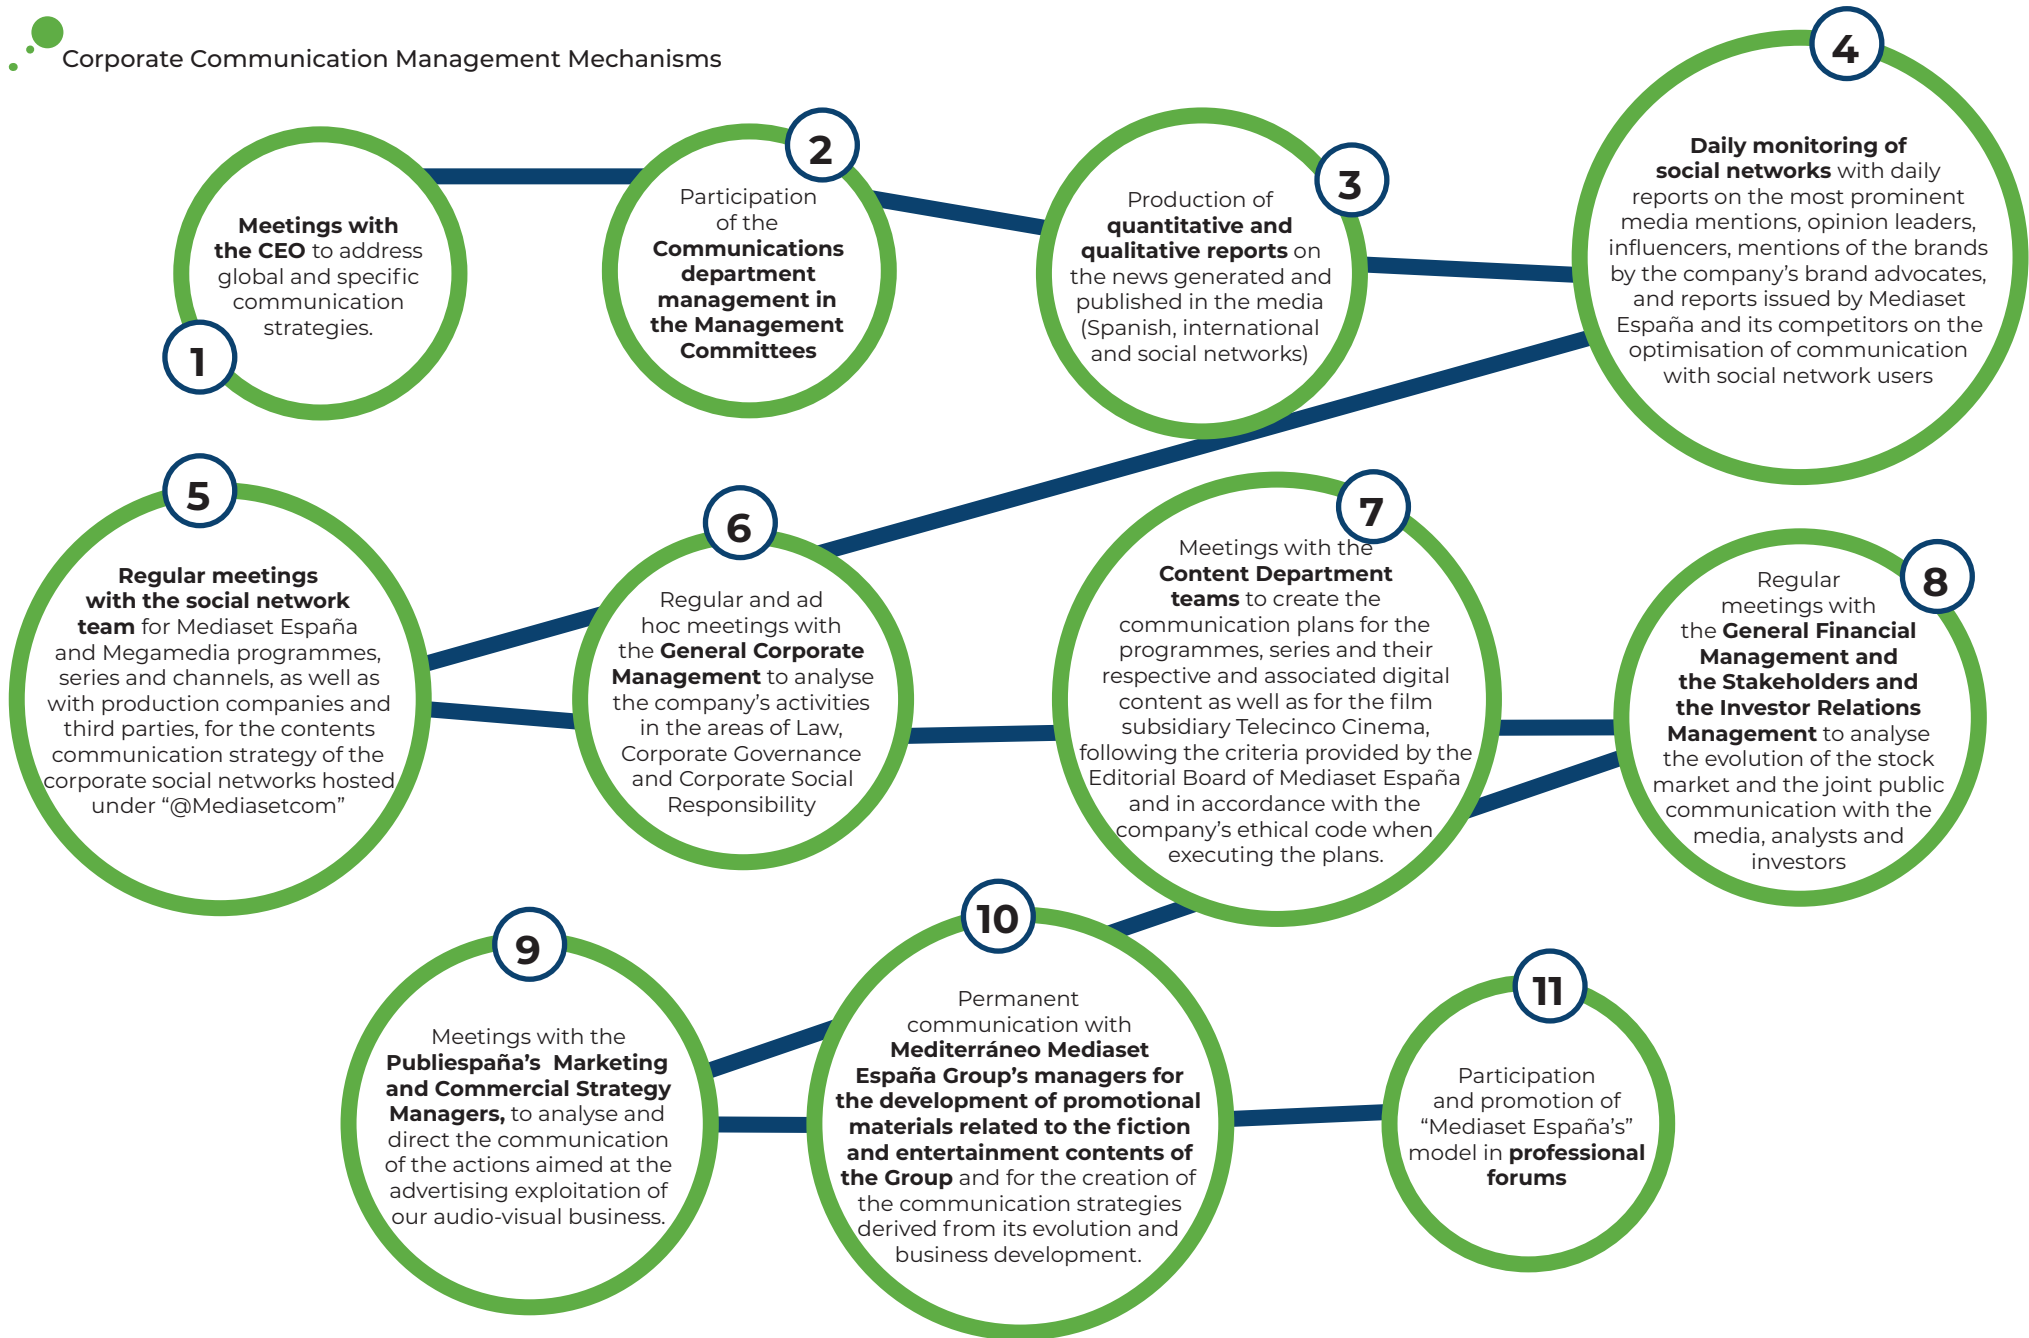 Corporate Communication Management Mechanisms
1
Meetings with
the CEO to address
global and specific
communication
strategies.
2
Participation
of the
Communications
department
management in
the Management
Committees
3
Production of
quantitative and
qualitative reports on
the news generated and
published in the media
(Spanish, international
and social networks)
4
Daily monitoring of
social networks with daily
reports on the most prominent
media mentions, opinion leaders,
influencers, mentions of the brands
by the company’s brand advocates,
and reports issued by Mediaset
España and its competitors on the
optimisation of communication
with social network users
5
Regular meetings
with the social network
team for Mediaset España
and Megamedia programmes,
series and channels, as well as
with production companies and
third parties, for the contents
communication strategy of the
corporate social networks hosted
under “@Mediasetcom”
6
Regular and ad
hoc meetings with
the General Corporate
Management to analyse
the company’s activities
in the areas of Law,
Corporate Governance
and Corporate Social
Responsibility
7
Meetings with the
Content Department
teams to create the
communication plans for the
programmes, series and their
respective and associated digital
content as well as for the film
subsidiary Telecinco Cinema,
following the criteria provided by the
Editorial Board of Mediaset España
and in accordance with the
company’s ethical code when
executing the plans.
8
Regular
meetings with
the General Financial
Management and
the Stakeholders and
the Investor Relations
Management to analyse
the evolution of the stock
market and the joint public
communication with the
media, analysts and
investors
9
Meetings with the
Publiespaña’s Marketing
and Commercial Strategy
Managers, to analyse and
direct the communication
of the actions aimed at the
advertising exploitation of
our audio-visual business.
10
Permanent
communication with
Mediterráneo Mediaset
España Group’s managers for
the development of promotional
materials related to the fiction
and entertainment contents of
the Group and for the creation of
the communication strategies
derived from its evolution and
business development.
11
Participation
and promotion of
“Mediaset España’s”
model in professional
forums